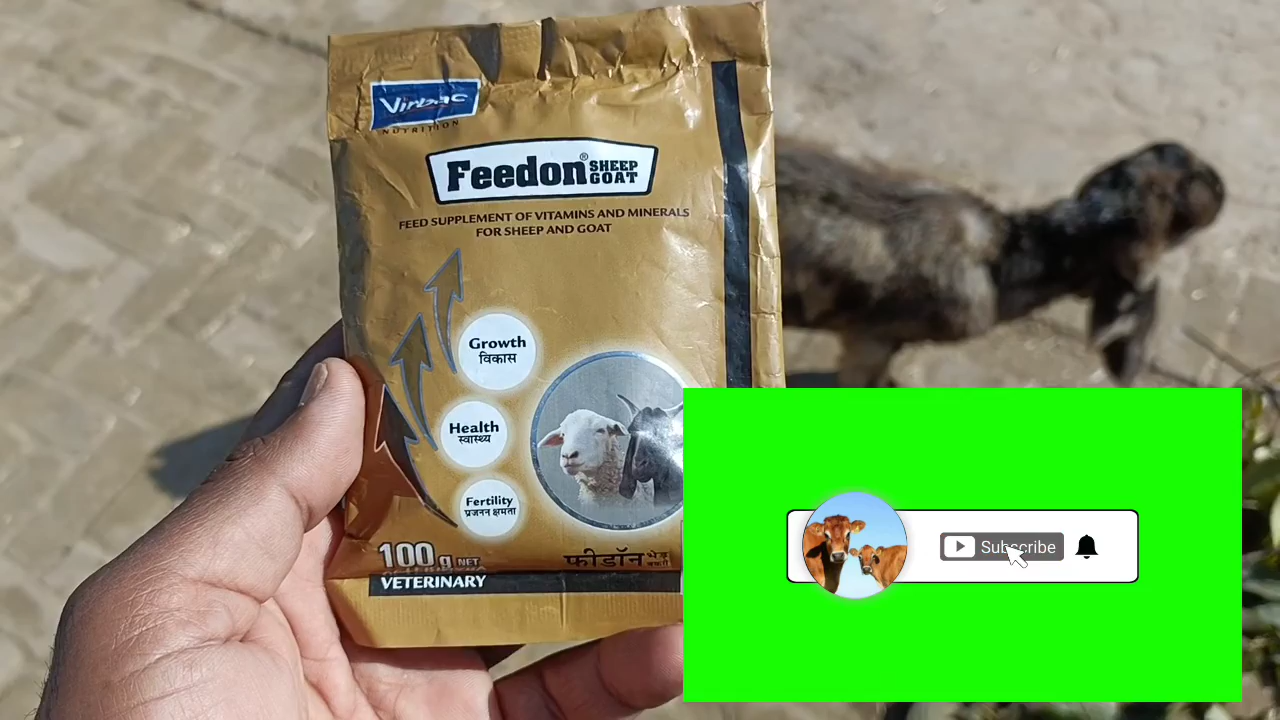 Virbac
NUTRITION
Feedon® SHEEP GOAT
FEED SUPPLEMENT OF VITAMINS AND MINERALS
FOR SHEEP AND GOAT
Growth
विकास
Health
स्वास्थ्य
Fertility
प्रजनन क्षमता
100g NET
फीडॉन
VETERINARY
Subscribe